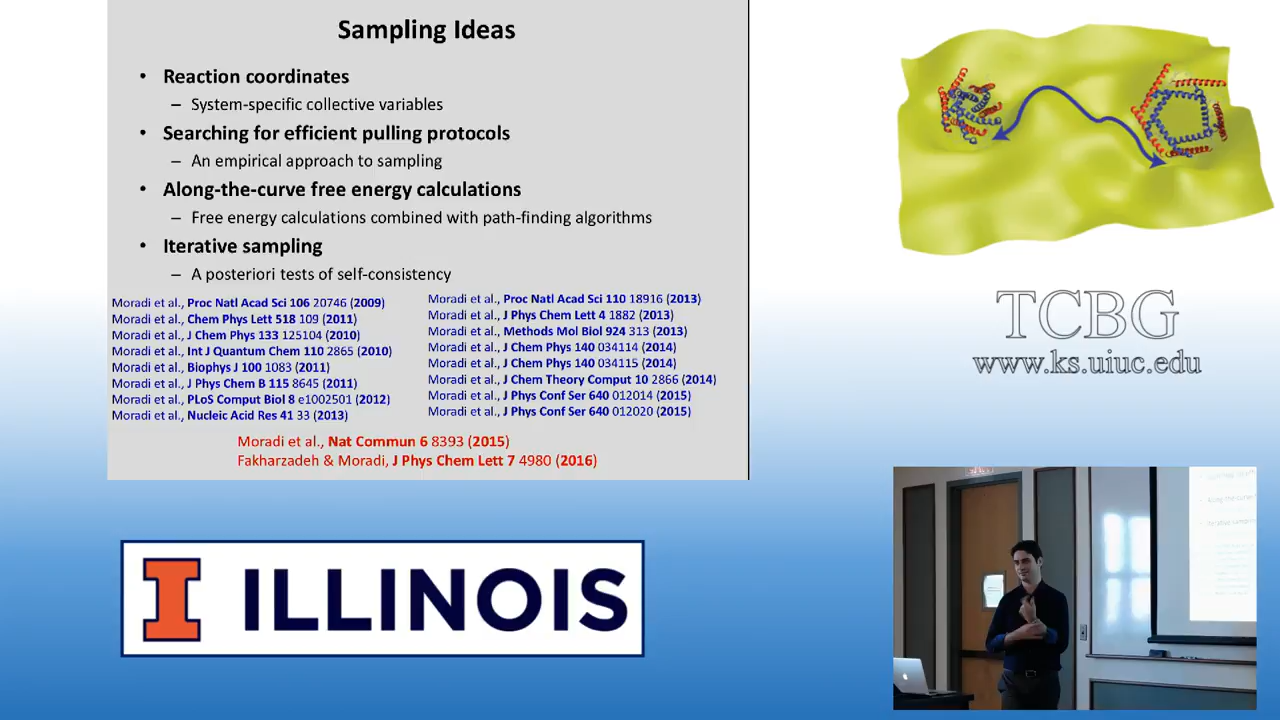 Sampling Ideas
• Reaction coordinates
– System-specific collective variables
• Searching for efficient pulling protocols
– An empirical approach to sampling
• Along-the-curve free energy calculations
– Free energy calculations combined with path-finding algorithms
• Iterative sampling
– A posteriori tests of self-consistency
Moradi et al., Proc Natl Acad Sci 106 20746 (2009)
Moradi et al., Chem Phys Lett 518 109 (2011)
Moradi et al., J Chem Phys 133 125104 (2010)
Moradi et al., Int J Quantum Chem 110 2865 (2010)
Moradi et al., Biophys J 100 1083 (2011)
Moradi et al., J Phys Chem B 115 8645 (2011)
Moradi et al., PLoS Comput Biol 8 e1002501 (2012)
Moradi et al., Nucleic Acid Res 41 33 (2013)
Moradi et al., Proc Natl Acad Sci 110 18916 (2013)
Moradi et al., J Phys Chem Lett 4 1882 (2013)
Moradi et al., Methods Mol Biol 924 313 (2013)
Moradi et al., J Chem Phys 140 034114 (2014)
Moradi et al., J Chem Phys 140 034115 (2014)
Moradi et al., J Chem Theory Comput 10 2866 (2014)
Moradi et al., J Phys Conf Ser 640 012014 (2015)
Moradi et al., J Phys Conf Ser 640 012020 (2015)
Moradi et al., Nat Commun 6 8393 (2015)
Fakharzadeh & Moradi, J Phys Chem Lett 7 4980 (2016)
TCBG
www.ks.uiuc.edu
I ILLINOIS